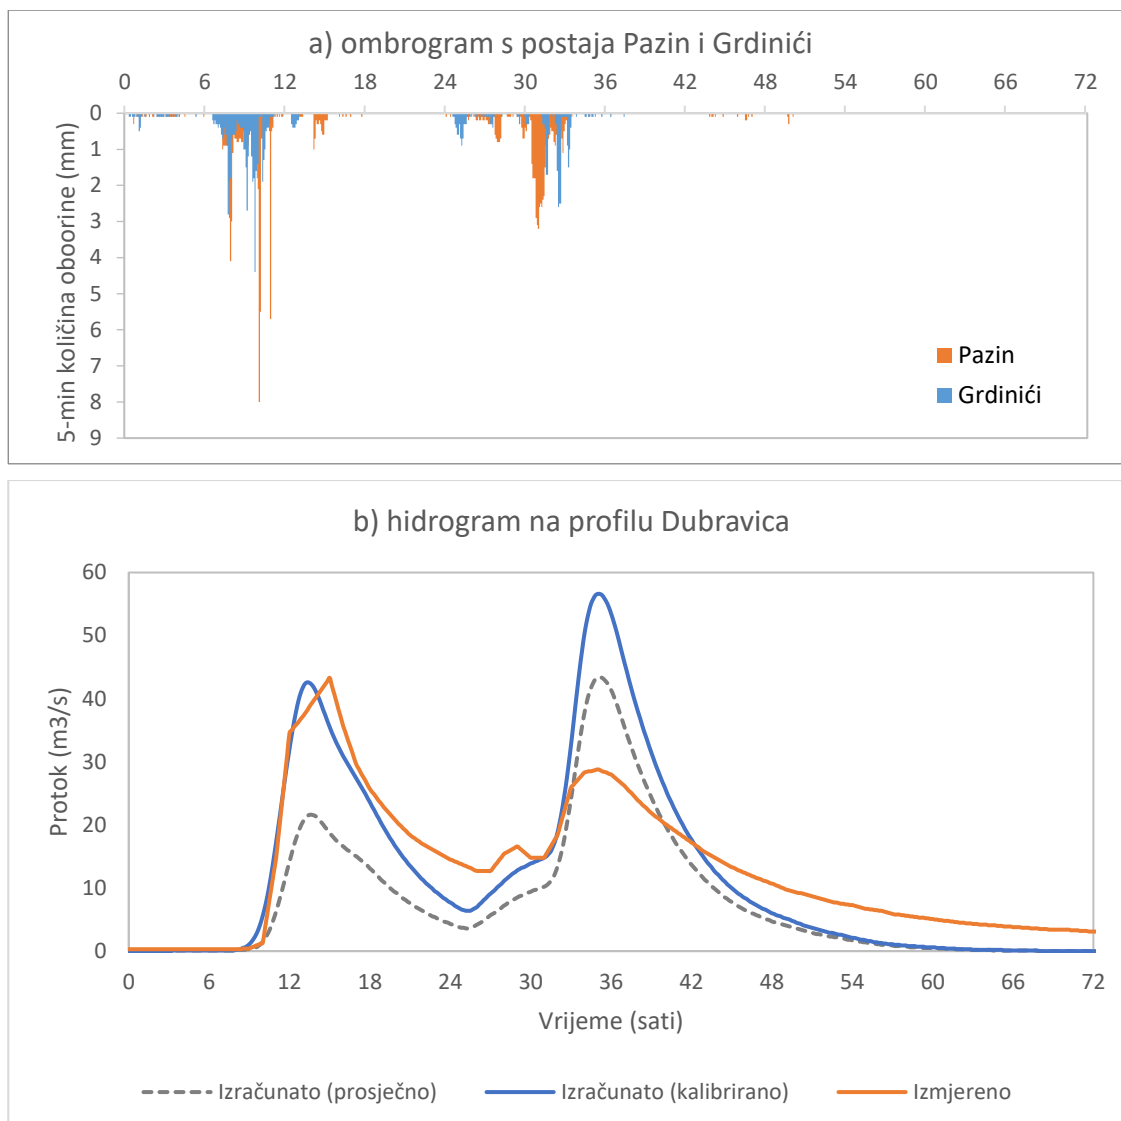 a) ombrogram s postaja Pazin i Grdinići
0 6 12 18 24 30 36 42 48 54 60 66 72
5-min količina oboorine (mm)
0
1
2
3
4
5
6
7
8
9
Pazin
Grdinići
b) hidrogram na profilu Dubravica
Protok (m3/s)
60
50
40
30
20
10
0
0 6 12 18 24 30 36 42 48 54 60 66 72
Vrijeme (sati)
Izračunato (prosječno) Izračunato (kalibrirano) Izmjereno